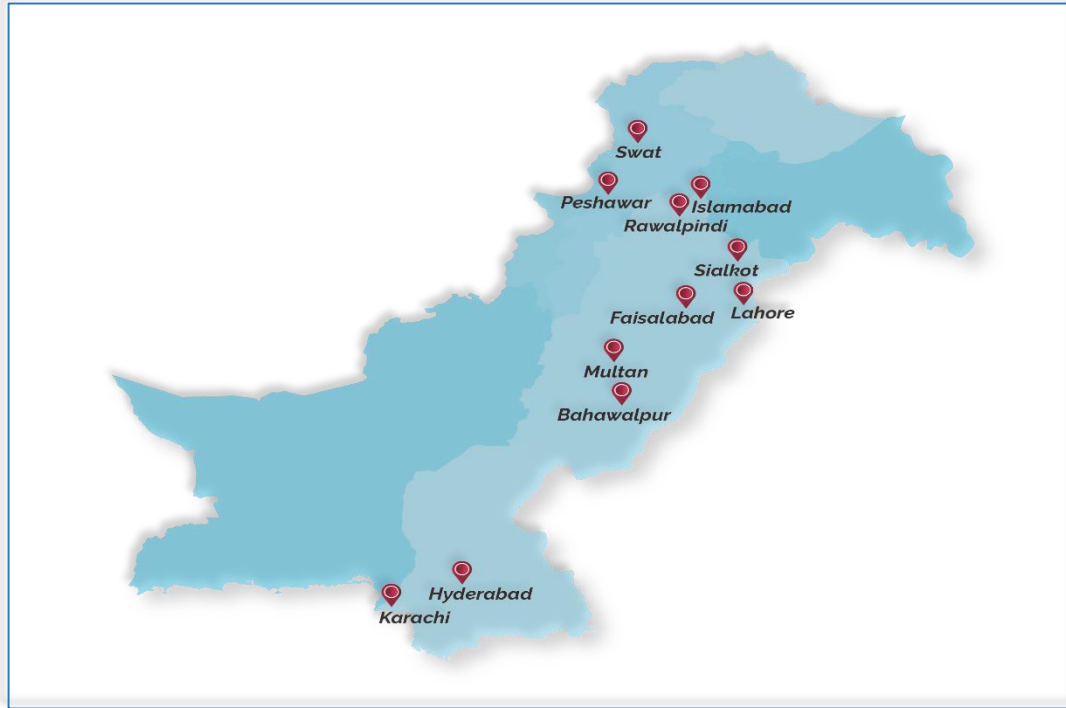 Swat
Peshawar
Islamabad
Rawalpindi
Sialkot
Lahore
Faisalabad
Multan
Bahawalpur
Hyderabad
Karachi